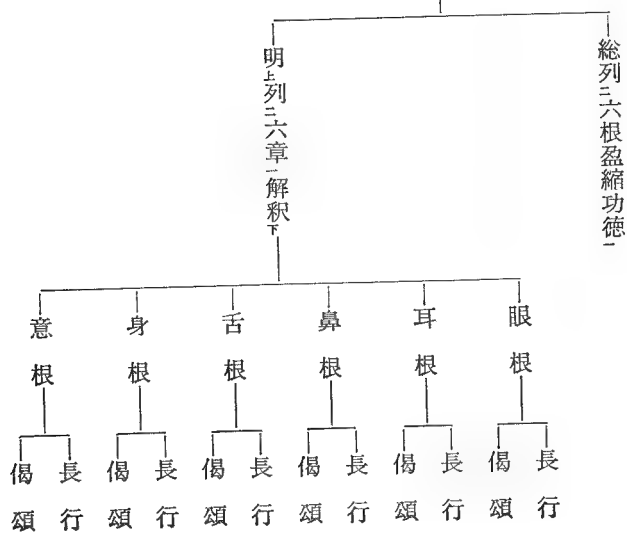 総列二六根盈縮功徳一
明上列二六章一解釈下
眼根
長行
偈頌
耳根
長行
偈頌
鼻根
長行
偈頌
舌根
長行
偈頌
身根
長行
偈頌
意根
長行
偈頌